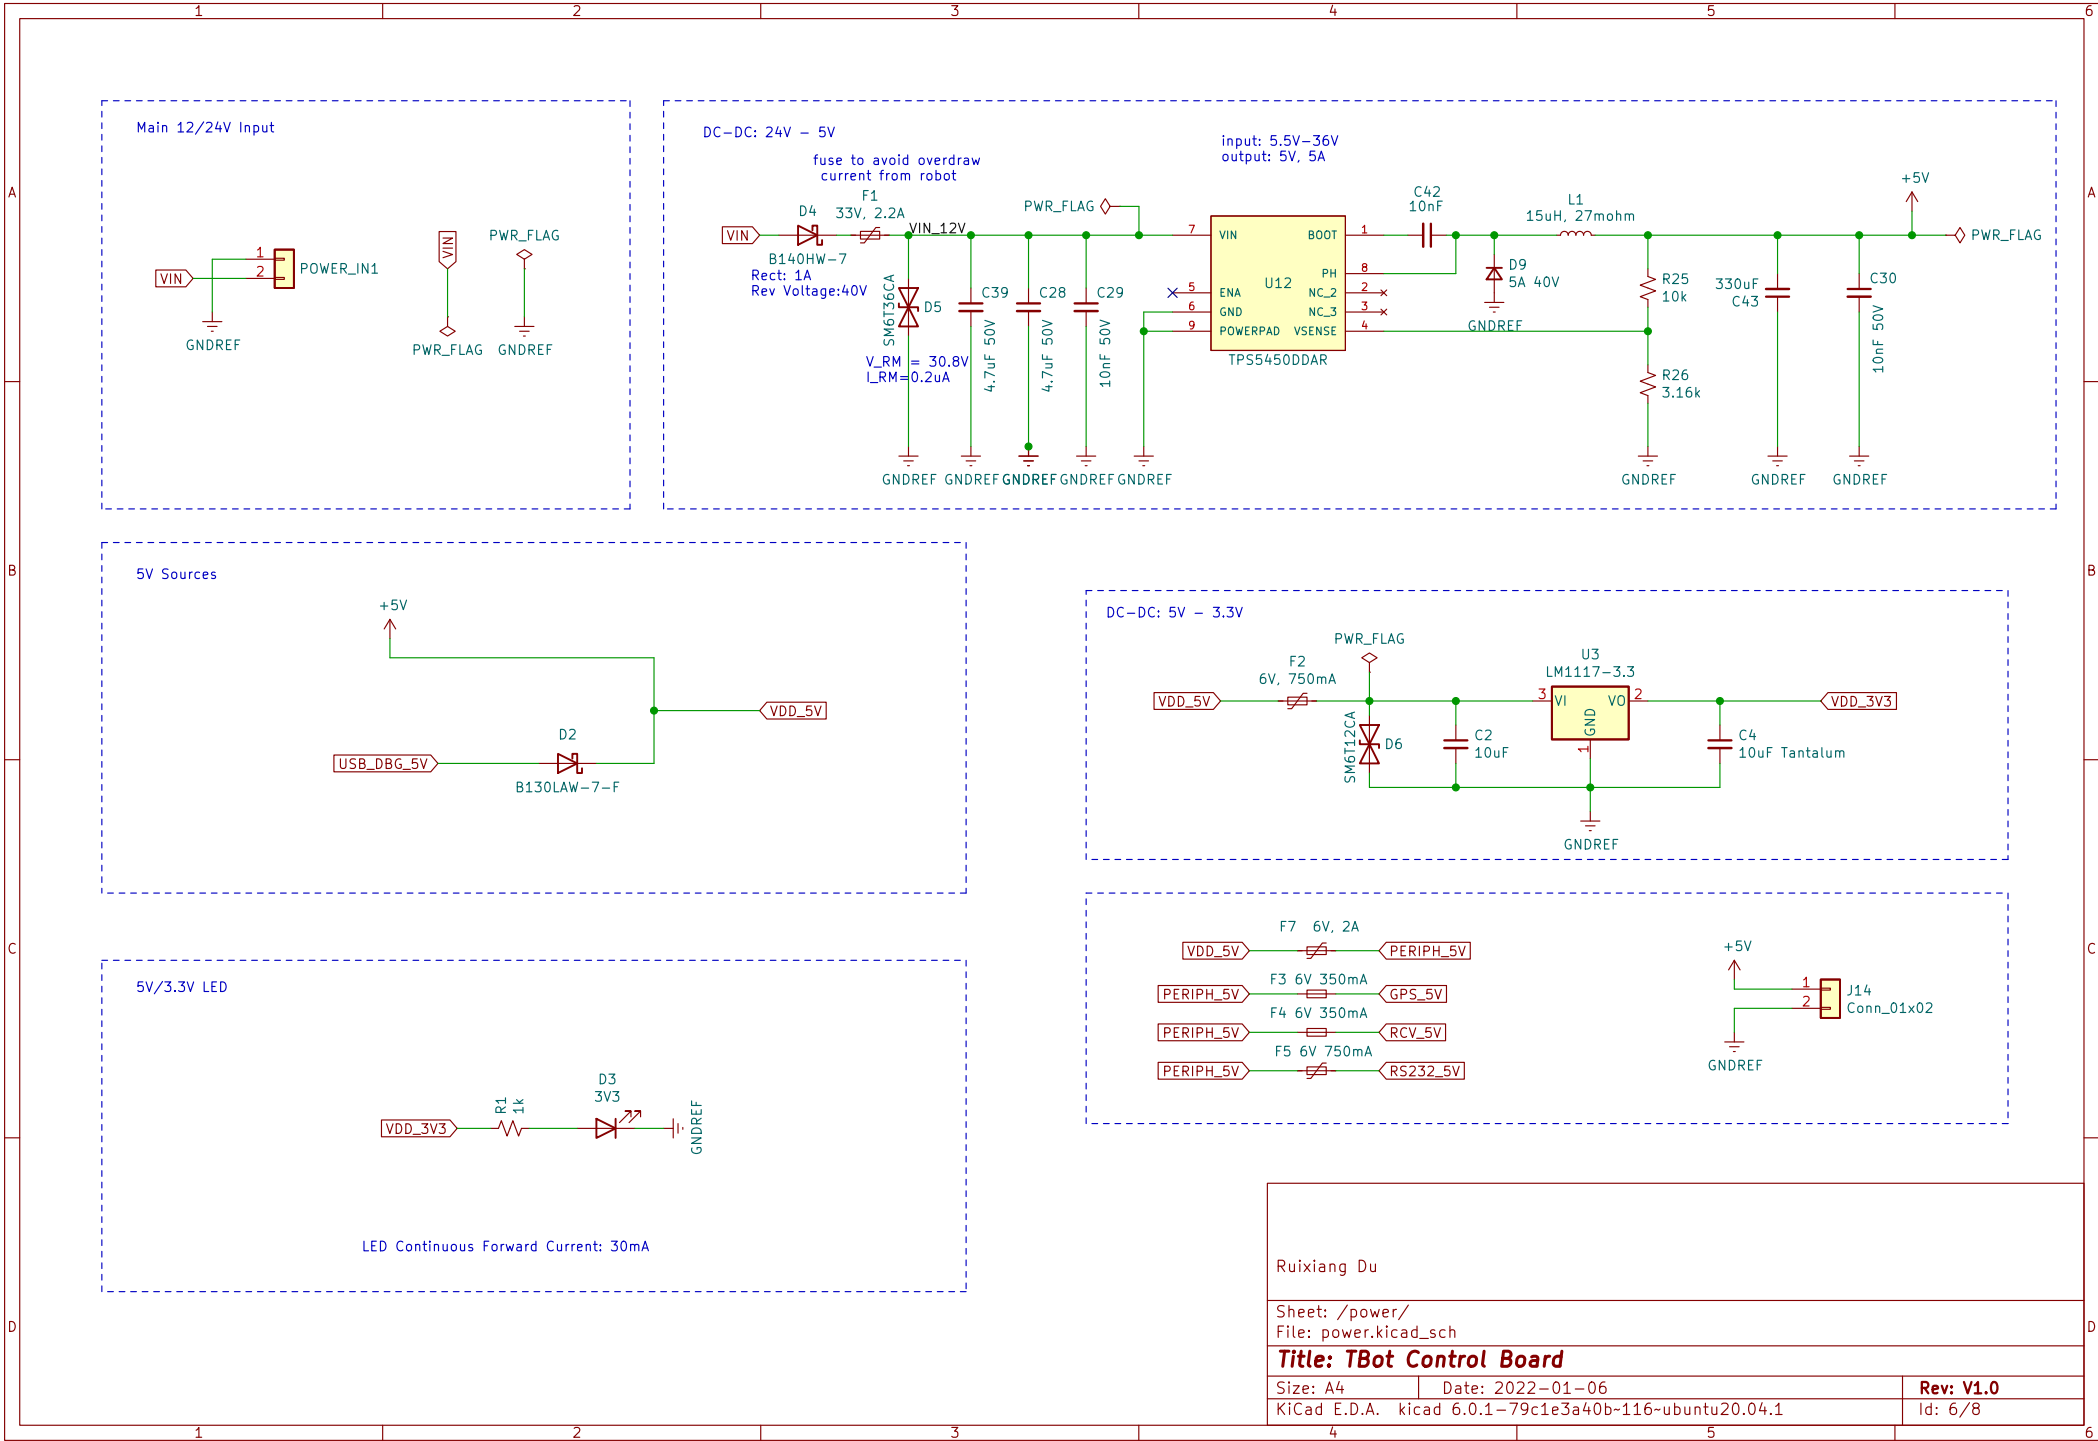 1 2 3 4 5 6
A
B
C
D
A
B
C
D
Main 12/24V Input
VIN
1
2
POWER_IN1
GNDREF
VIN
PWR_FLAG
PWR_FLAG
GNDREF
DC-DC: 24V - 5V
fuse to avoid overdraw
current from robot
input: 5.5V-36V
output: 5V, 5A
VIN
D4
B140HW-7
Rect: 1A
Rev Voltage:40V
F1
33V, 2.2A
VIN_12V
SM6T36CA
D5
V_RM = 30.8V
I_RM=0.2uA
C39
4.7uF 50V
C28
4.7uF 50V
C29
10nF 50V
PWR_FLAG
7 VIN BOOT 1
PH 8
U12
5 ENA NC_2 2
6 GND NC_3 3
9 POWERPAD VSENSE 4
TPS5450DDAR
C42
10nF
D9
5A 40V
GNDREF
L1
15uH, 27mohm
R25
10k
R26
3.16k
330uF
C43
C30
10nF 50V
+5V
PWR_FLAG
GNDREF GNDREF GNDREF GNDREF GNDREF
GNDREF GNDREF GNDREF
5V Sources
+5V
VDD_5V
USB_DBG_5V
D2
B130LAW-7-F
DC-DC: 5V - 3.3V
PWR_FLAG
VDD_5V
F2
6V, 750mA
SM6T12CA
D6
C2
10uF
U3
LM1117-3.3
3 VI VO 2
GND
1
C4
10uF Tantalum
VDD_3V3
GNDREF
F7 6V, 2A
VDD_5V PERIPH_5V
F3 6V 350mA
PERIPH_5V GPS_5V
F4 6V 350mA
PERIPH_5V RCV_5V
F5 6V 750mA
PERIPH_5V RS232_5V
+5V
1
2
J14
Conn_01x02
GNDREF
5V/3.3V LED
VDD_3V3
R1
1k
D3
3V3
GNDREF
LED Continuous Forward Current: 30mA
Ruixiang Du
Sheet: /power/
File: power.kicad_sch
Title: TBot Control Board
Size: A4 Date: 2022-01-06 Rev: V1.0
KiCad E.D.A. kicad 6.0.1-79c1e3a40b~116~ubuntu20.04.1 Id: 6/8
1 2 3 4 5 6